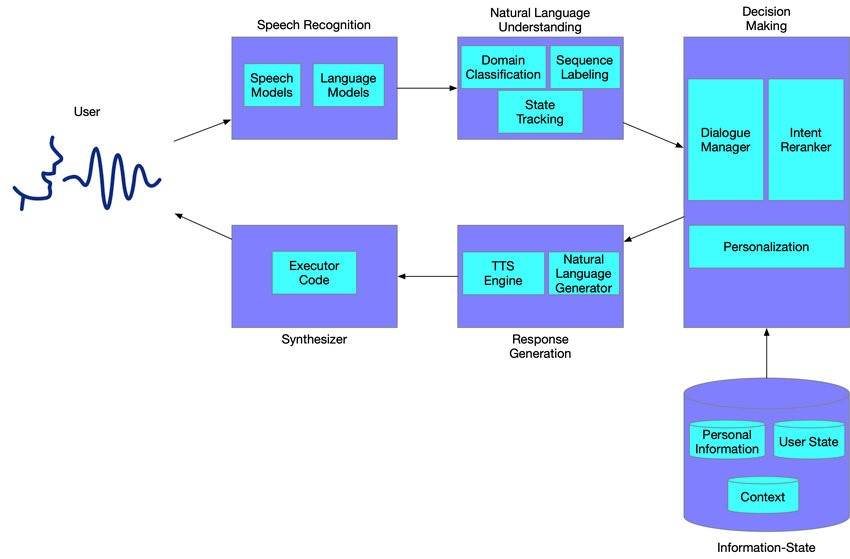 User
Speech Recognition
Speech
Models
Language
Models
Natural Language
Understanding
Domain
Classification
Sequence
Labeling
State
Tracking
Decision
Making
Dialogue
Manager
Intent
Reranker
Personalization
Executor
Code
Synthesizer
TTS
Engine
Natural
Language
Generator
Response
Generation
Personal
Information
User State
Context
Information-State